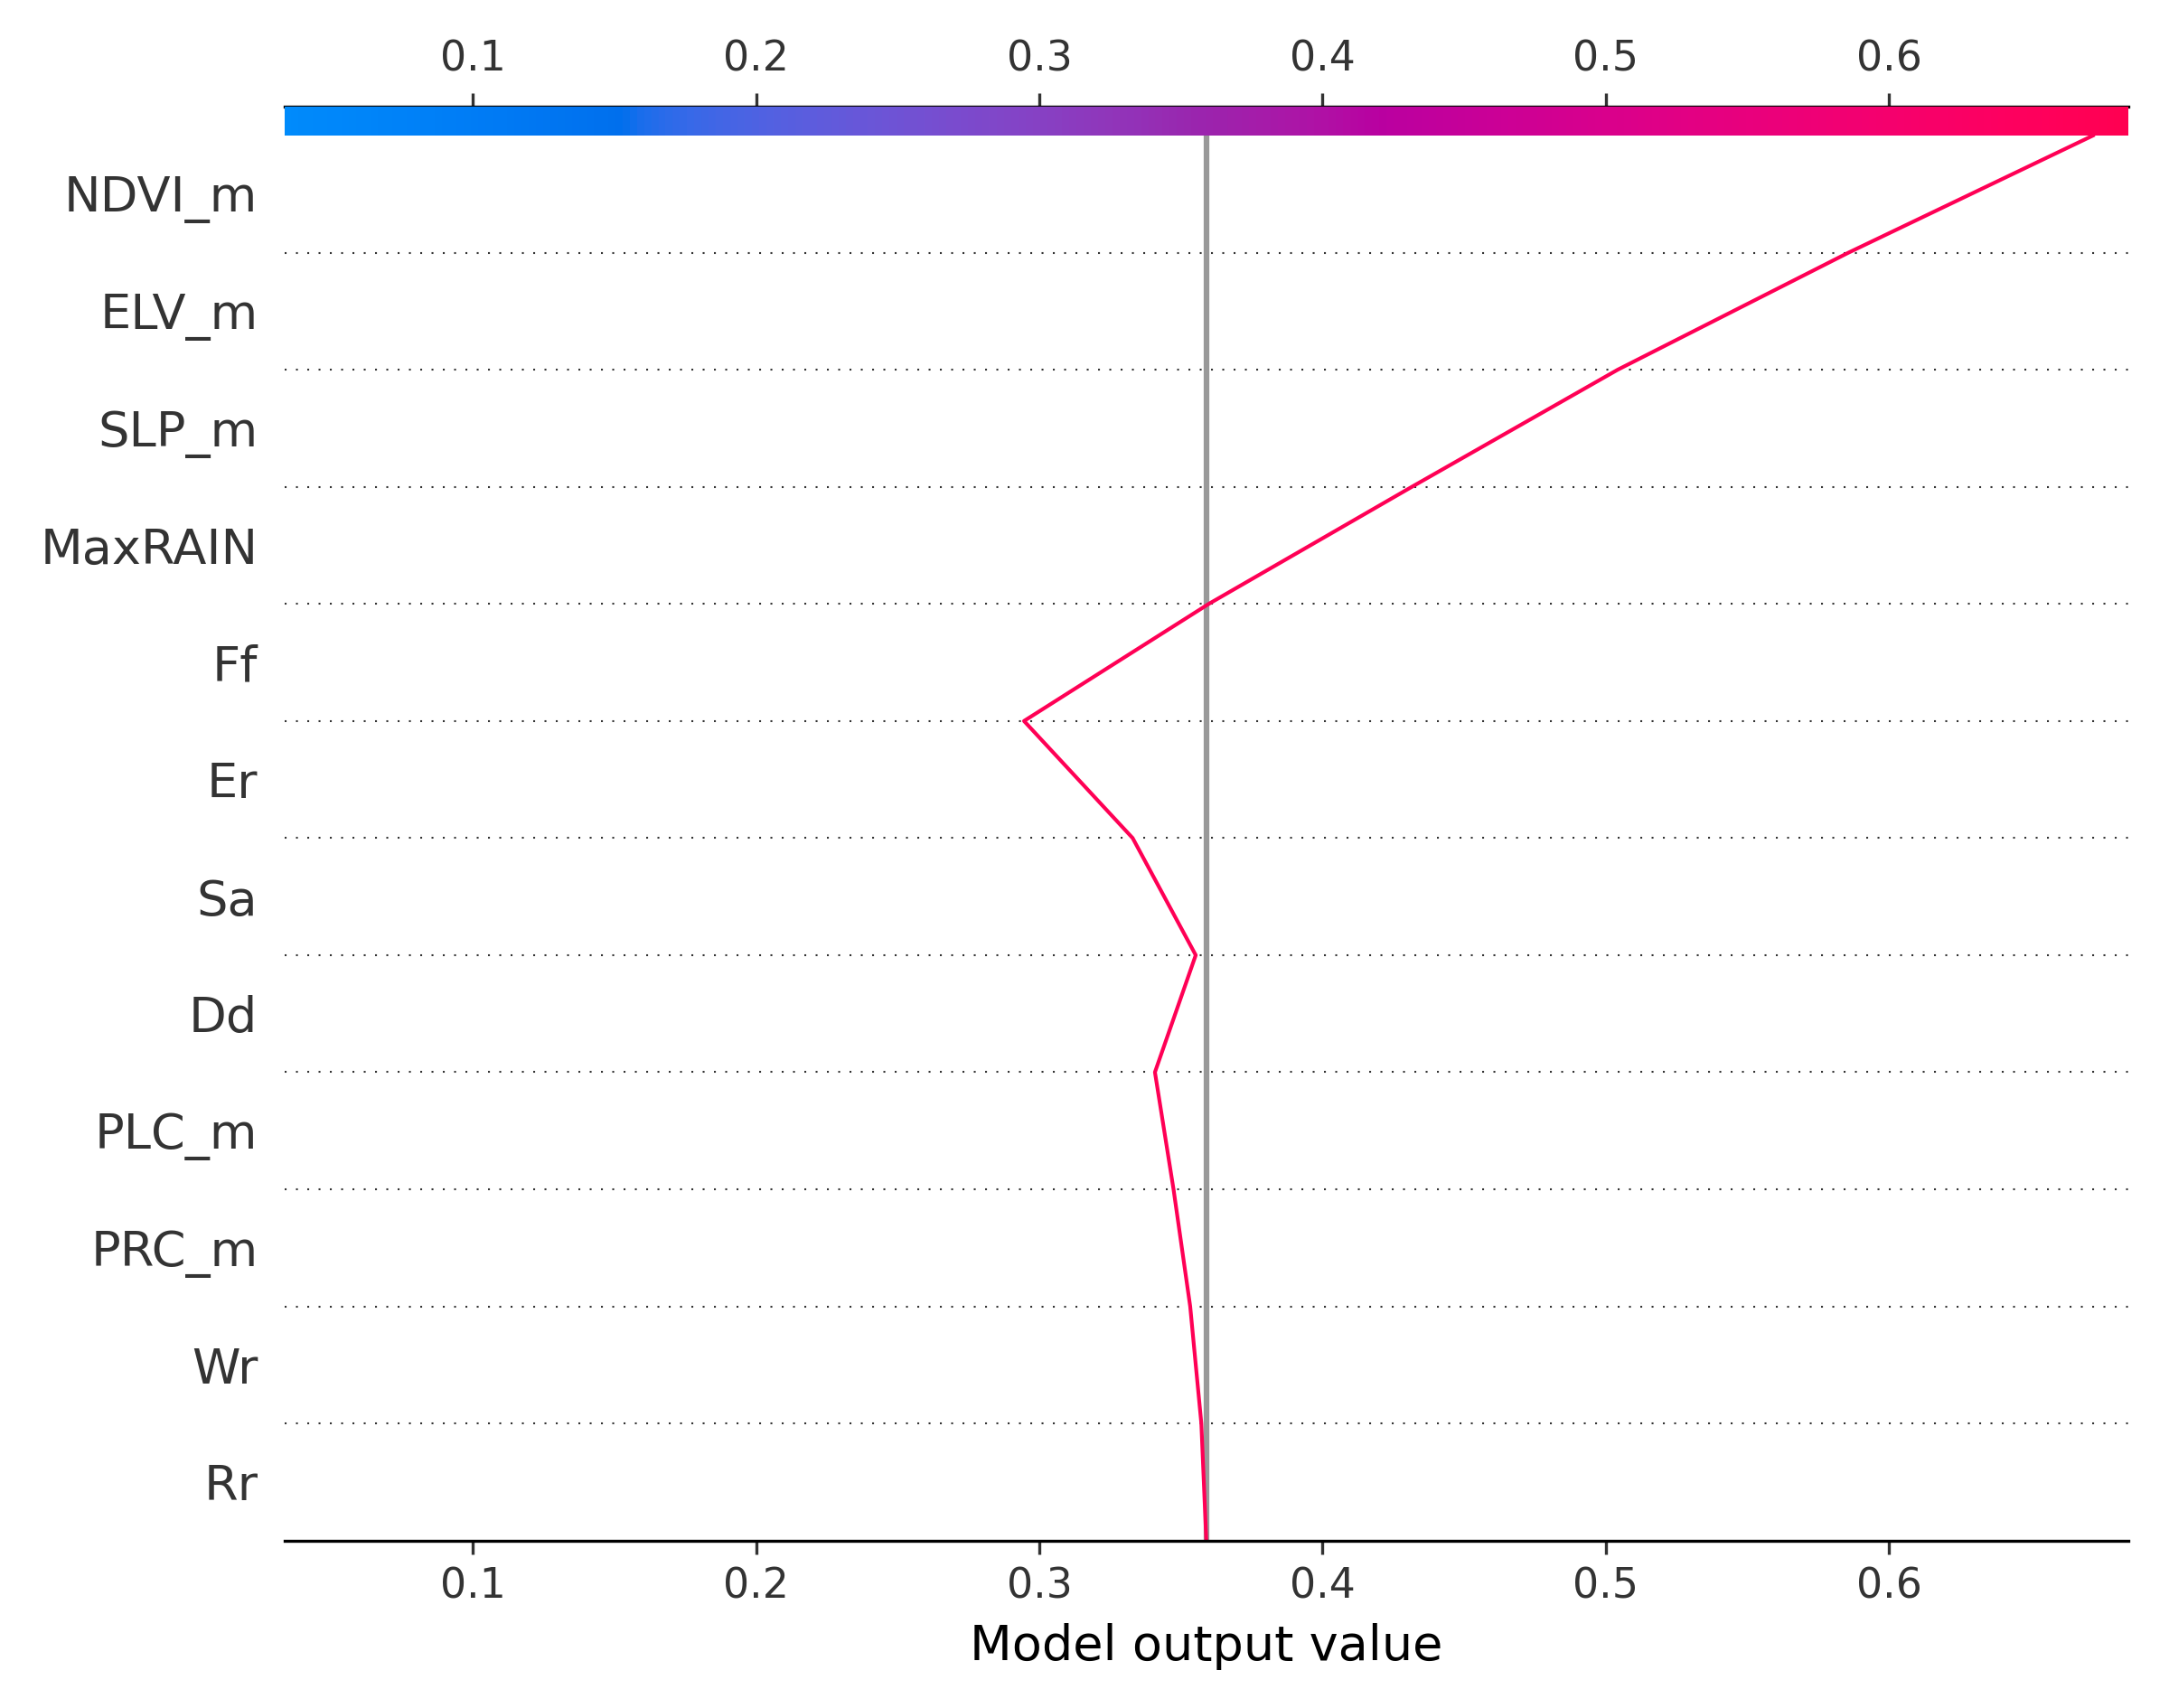 0.1 0.2 0.3 0.4 0.5 0.6
NDVI_m
ELV_m
SLP_m
MaxRAIN
Ff
Er
Sa
Dd
PLC_m
PRC_m
Wr
Rr
0.1 0.2 0.3 0.4 0.5 0.6
Model output value